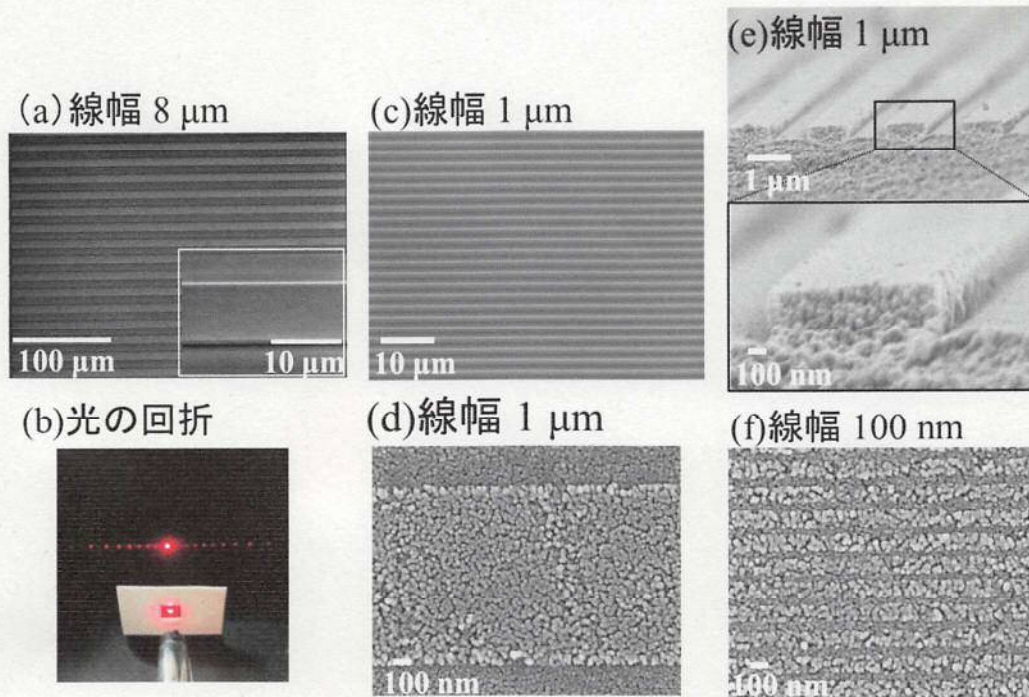 (a)線幅 8 μm
100 μm
10 μm
(b)光の回折
(c)線幅 1 μm
10 μm
(d)線幅 1 μm
100 nm
(e)線幅 1 μm
1 μm
100 nm
(f)線幅 100 nm
100 nm